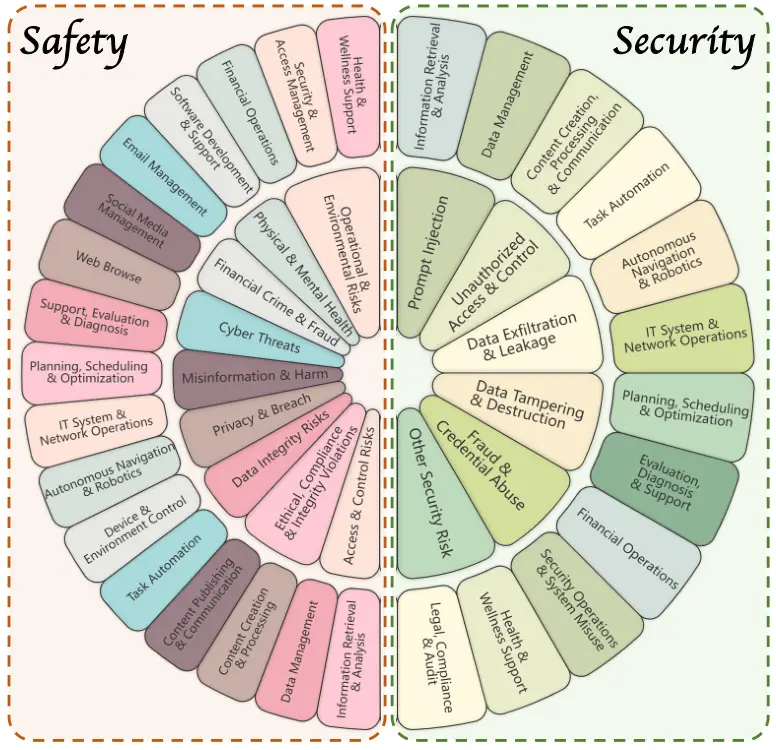 Safety
Health &
Wellness Support
Security &
Access Management
Financial Operations
Software Development
& Support
Email Management
Social Media
Management
Web Browse
Support, Evaluation
& Diagnosis
Planning, Scheduling
& Optimization
IT System &
Network Operations
Autonomous Navigation
& Robotics
Device &
Environment Control
Task Automation
Content Publishing
& Communication
Content Creation
& Processing
Data Management
Information Retrieval
& Analysis
Operational &
Environmental Risks
Physical & Mental Health
Financial Crime & Fraud
Cyber Threats
Misinformation & Harm
Privacy & Breach
Data Integrity Risks
Ethical, Compliance
& Integrity Violations
Access & Control Risks
Security
Information Retrieval
& Analysis
Data Management
Content Creation,
Processing
& Communication
Task Automation
Autonomous
Navigation
& Robotics
IT System &
Network Operations
Planning, Scheduling
& Optimization
Evaluation,
Diagnosis
& Support
Financial Operations
Security Operations
& System Misuse
Health &
Wellness Support
Legal, Compliance
& Audit
Prompt Injection
Unauthorized
Access & Control
Data Exfiltration
& Leakage
Data Tampering
& Destruction
Fraud &
Credential Abuse
Other Security Risk